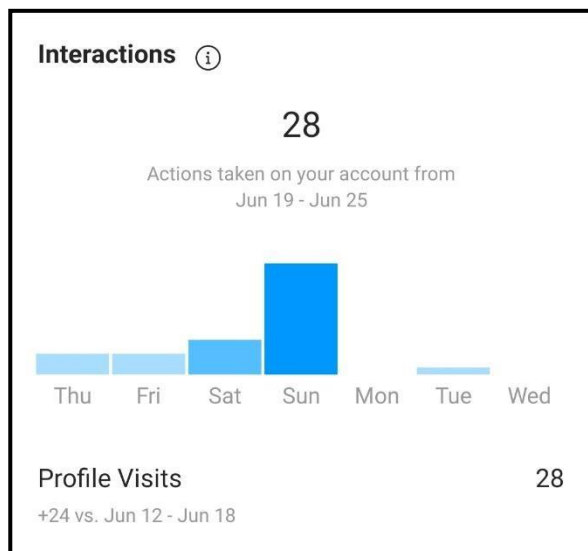 Interactions
28
Actions taken on your account from
Jun 19 - Jun 25
Thu Fri Sat Sun Mon Tue Wed
Profile Visits 28
+24 vs. Jun 12 - Jun 18